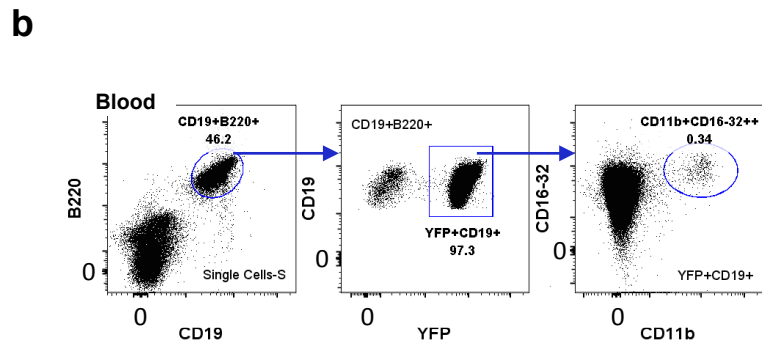 b
Blood
CD19+B220+
46.2
B220
0
Single Cells-S
0
CD19
CD19+B220+
CD19
YFP+CD19+
97.3
0
0
YFP
CD11b+CD16-32++
0.34
CD16-32
0
YFP+CD19+
0
CD11b